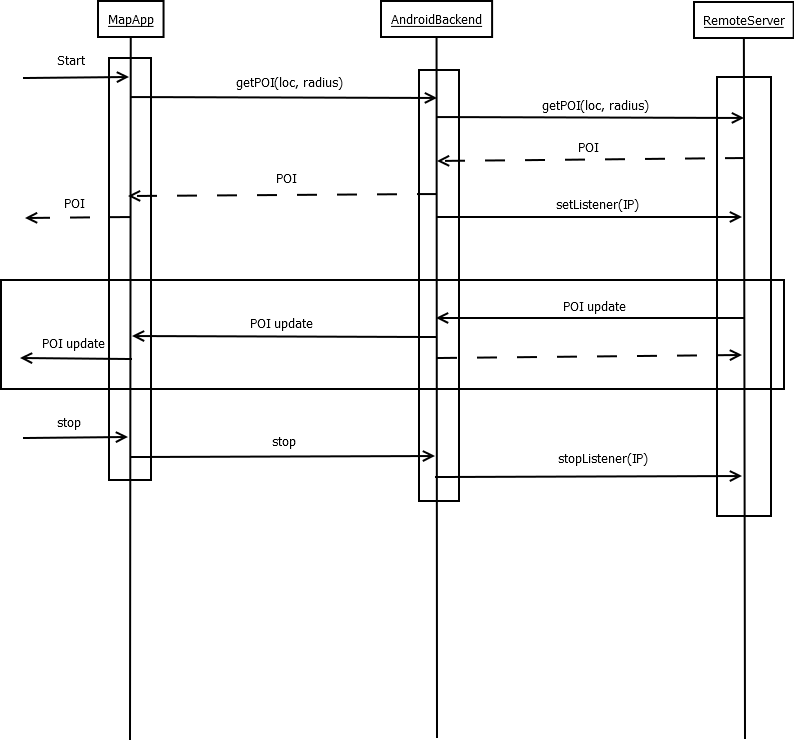 MapApp
AndroidBackend
RemoteServer
Start
getPOI(loc, radius)
getPOI(loc, radius)
POI
POI
POI
setListener(IP)
POI update
POI update
POI update
stop
stop
stopListener(IP)